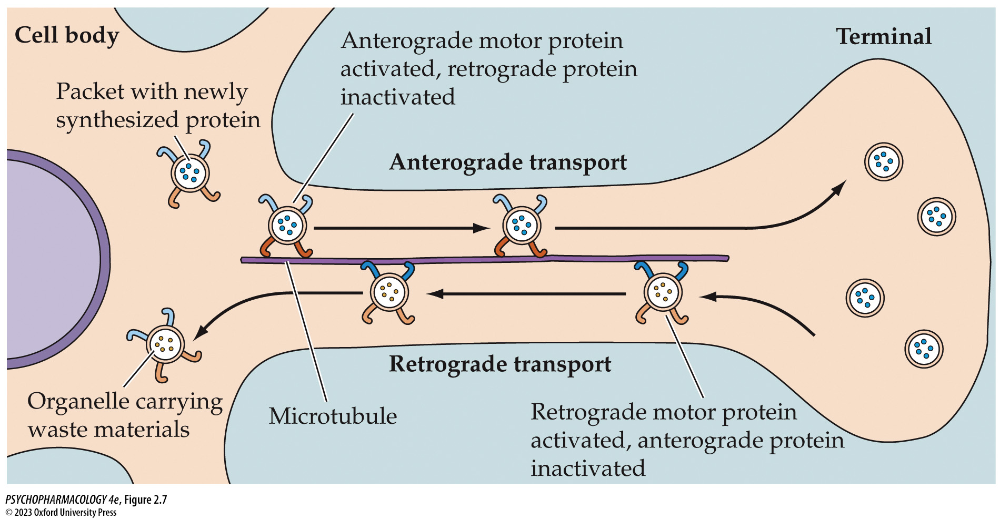 Cell body
Terminal
Anterograde motor protein
activated, retrograde protein
inactivated
Packet with newly
synthesized protein
Anterograde transport
Retrograde transport
Organelle carrying
waste materials
Microtubule
Retrograde motor protein
activated, anterograde protein
inactivated
PSYCHOPHARMACOLOGY 4e, Figure 2.7
© 2023 Oxford University Press